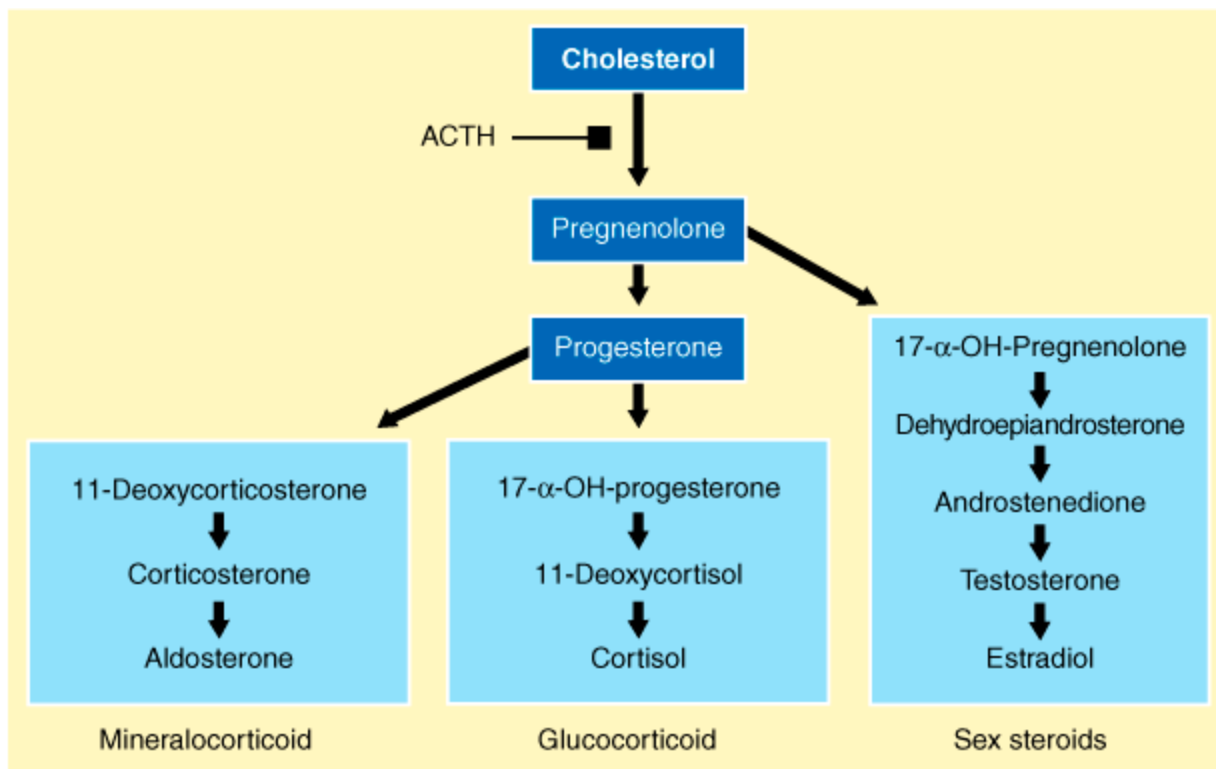 Cholesterol
ACTH
Pregnenolone
Progesterone
11-Deoxycorticosterone
Corticosterone
Aldosterone
Mineralocorticoid
17-α-OH-progesterone
11-Deoxycortisol
Cortisol
Glucocorticoid
17-α-OH-Pregnenolone
Dehydroepiandrosterone
Androstenedione
Testosterone
Estradiol
Sex steroids